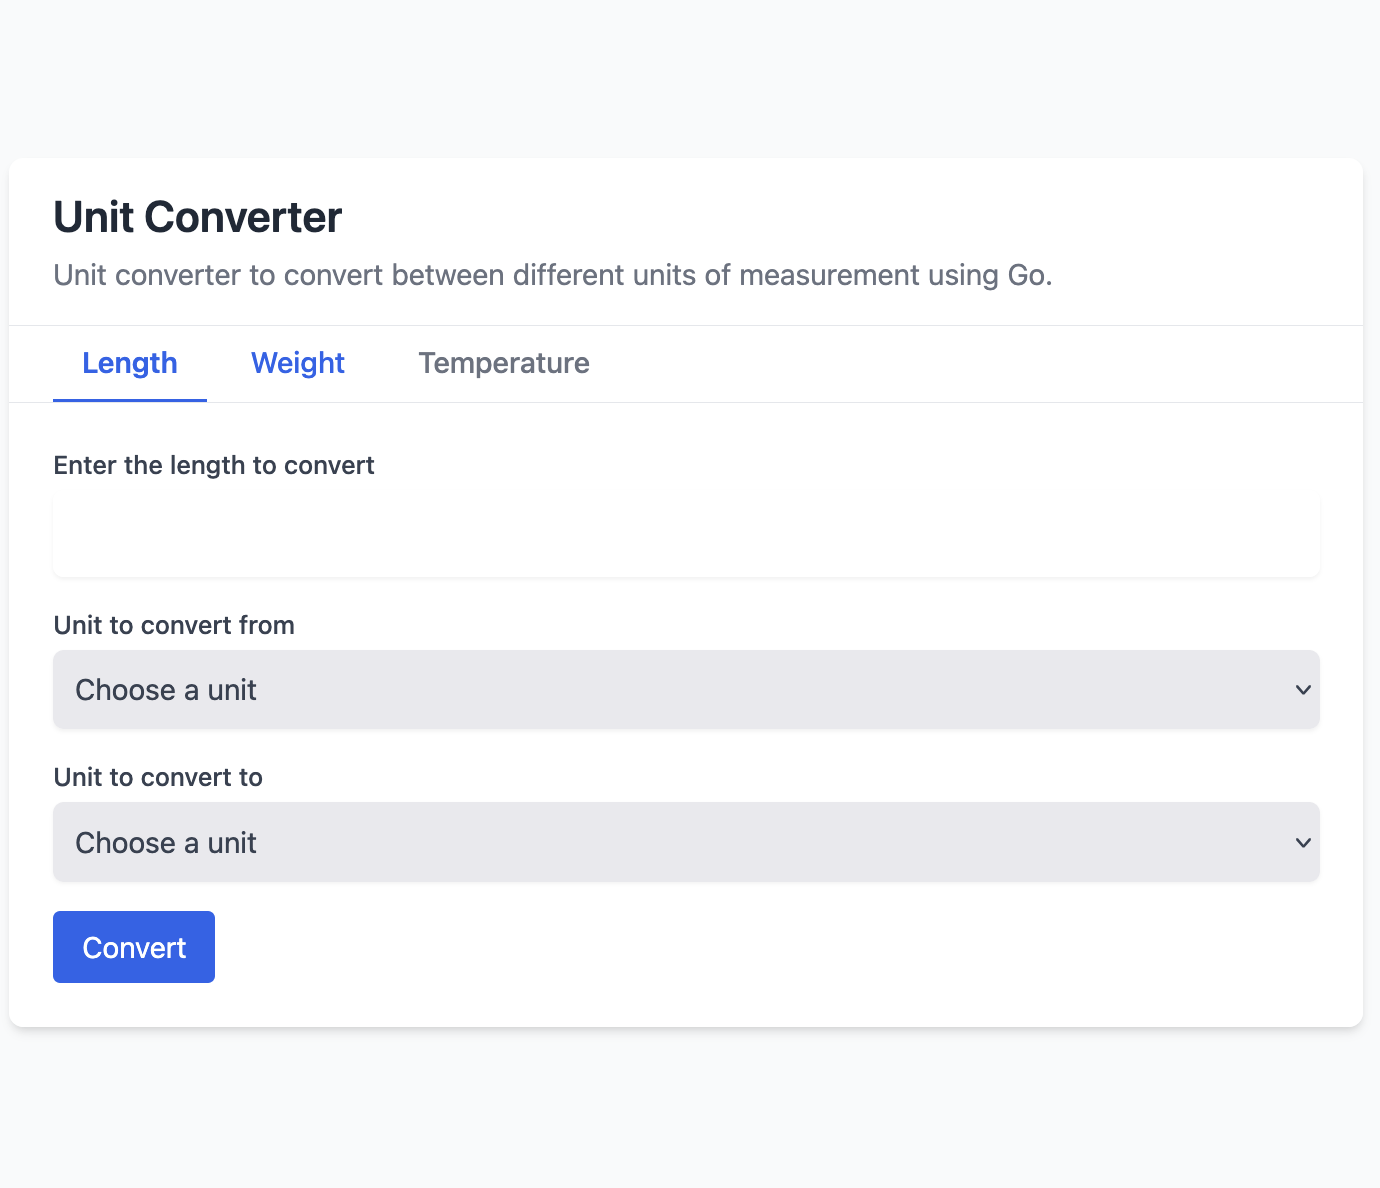 Unit Converter
Unit converter to convert between different units of measurement using Go.
Length Weight Temperature
Enter the length to convert
Unit to convert from
Choose a unit
Unit to convert to
Choose a unit
Convert